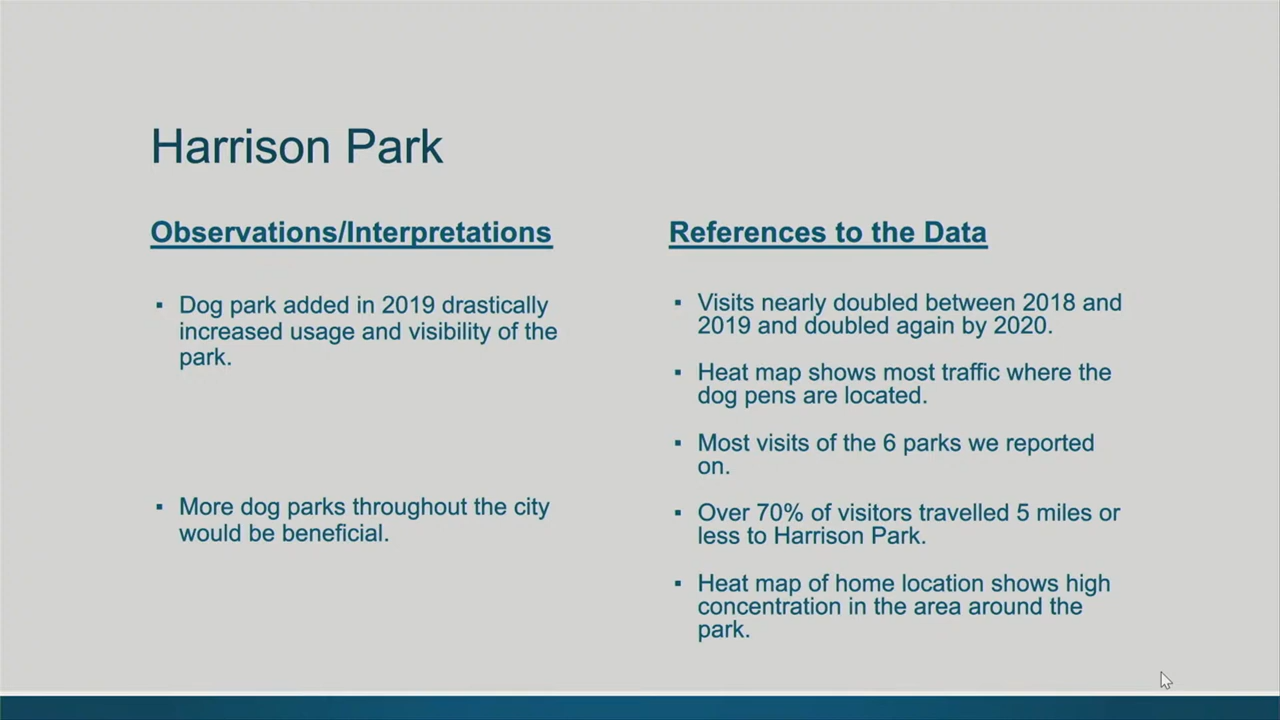 Harrison Park
Observations/Interpretations
▪ Dog park added in 2019 drastically
increased usage and visibility of the
park.
▪ More dog parks throughout the city
would be beneficial.
References to the Data
▪ Visits nearly doubled between 2018 and
2019 and doubled again by 2020.
▪ Heat map shows most traffic where the
dog pens are located.
▪ Most visits of the 6 parks we reported
on.
▪ Over 70% of visitors travelled 5 miles or
less to Harrison Park.
▪ Heat map of home location shows high
concentration in the area around the
park.